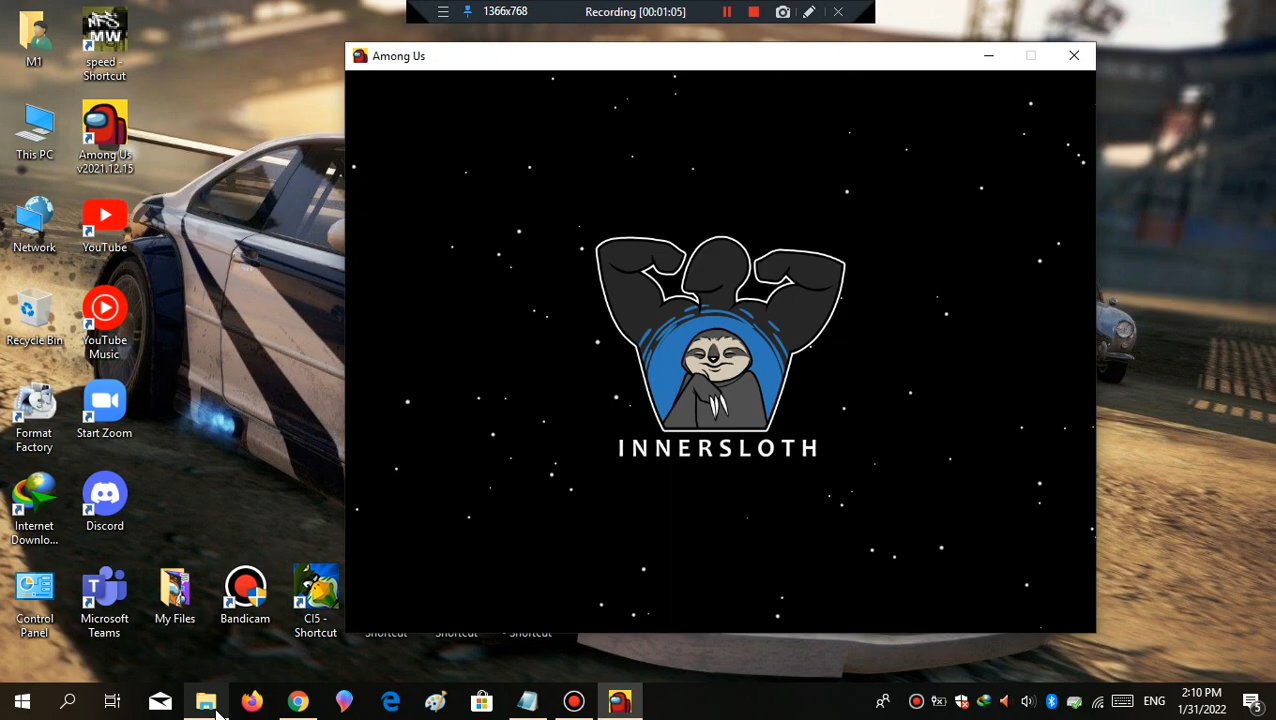 1366x768
Recording [00:01:05]
M1
speed -
Shortcut
NFS
MW
Among Us
This PC
Among Us
v2021.12.15
Network
YouTube
Recycle Bin
YouTube
Music
Format
Factory
Start Zoom
INNERSLOTH
Internet
Downlo...
Discord
Control
Panel
Microsoft
Teams
My Files
Bandicam
CI5 -
Shortcut
Shortcut
Shortcut
- Shortcut
ENG
2:10 PM
1/31/2022
5